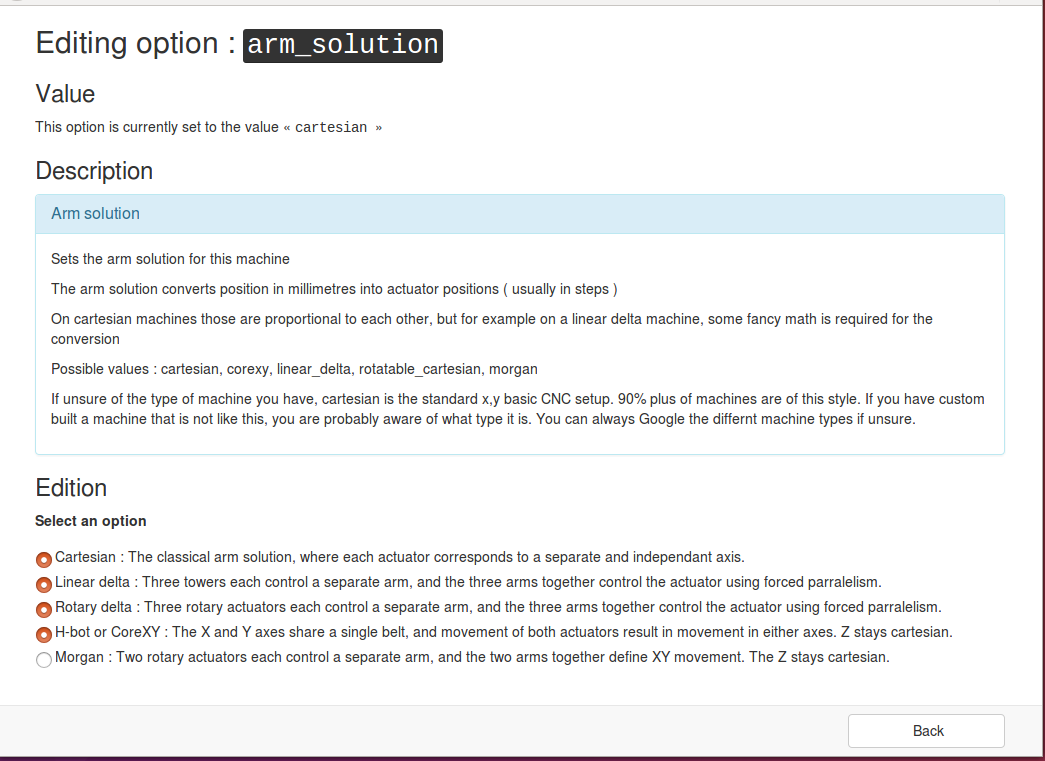 Editing option : arm_solution
Value
This option is currently set to the value « cartesian »
Description
Arm solution
Sets the arm solution for this machine
The arm solution converts position in millimetres into actuator positions ( usually in steps )
On cartesian machines those are proportional to each other, but for example on a linear delta machine, some fancy math is required for the
conversion
Possible values : cartesian, corexy, linear_delta, rotatable_cartesian, morgan
If unsure of the type of machine you have, cartesian is the standard x,y basic CNC setup. 90% plus of machines are of this style. If you have custom
built a machine that is not like this, you are probably aware of what type it is. You can always Google the differnt machine types if unsure.
Edition
Select an option
Cartesian : The classical arm solution, where each actuator corresponds to a separate and independant axis.
Linear delta : Three towers each control a separate arm, and the three arms together control the actuator using forced parralelism.
Rotary delta : Three rotary actuators each control a separate arm, and the three arms together control the actuator using forced parralelism.
H-bot or CoreXY : The X and Y axes share a single belt, and movement of both actuators result in movement in either axes. Z stays cartesian.
Morgan : Two rotary actuators each control a separate arm, and the two arms together define XY movement. The Z stays cartesian.
Back